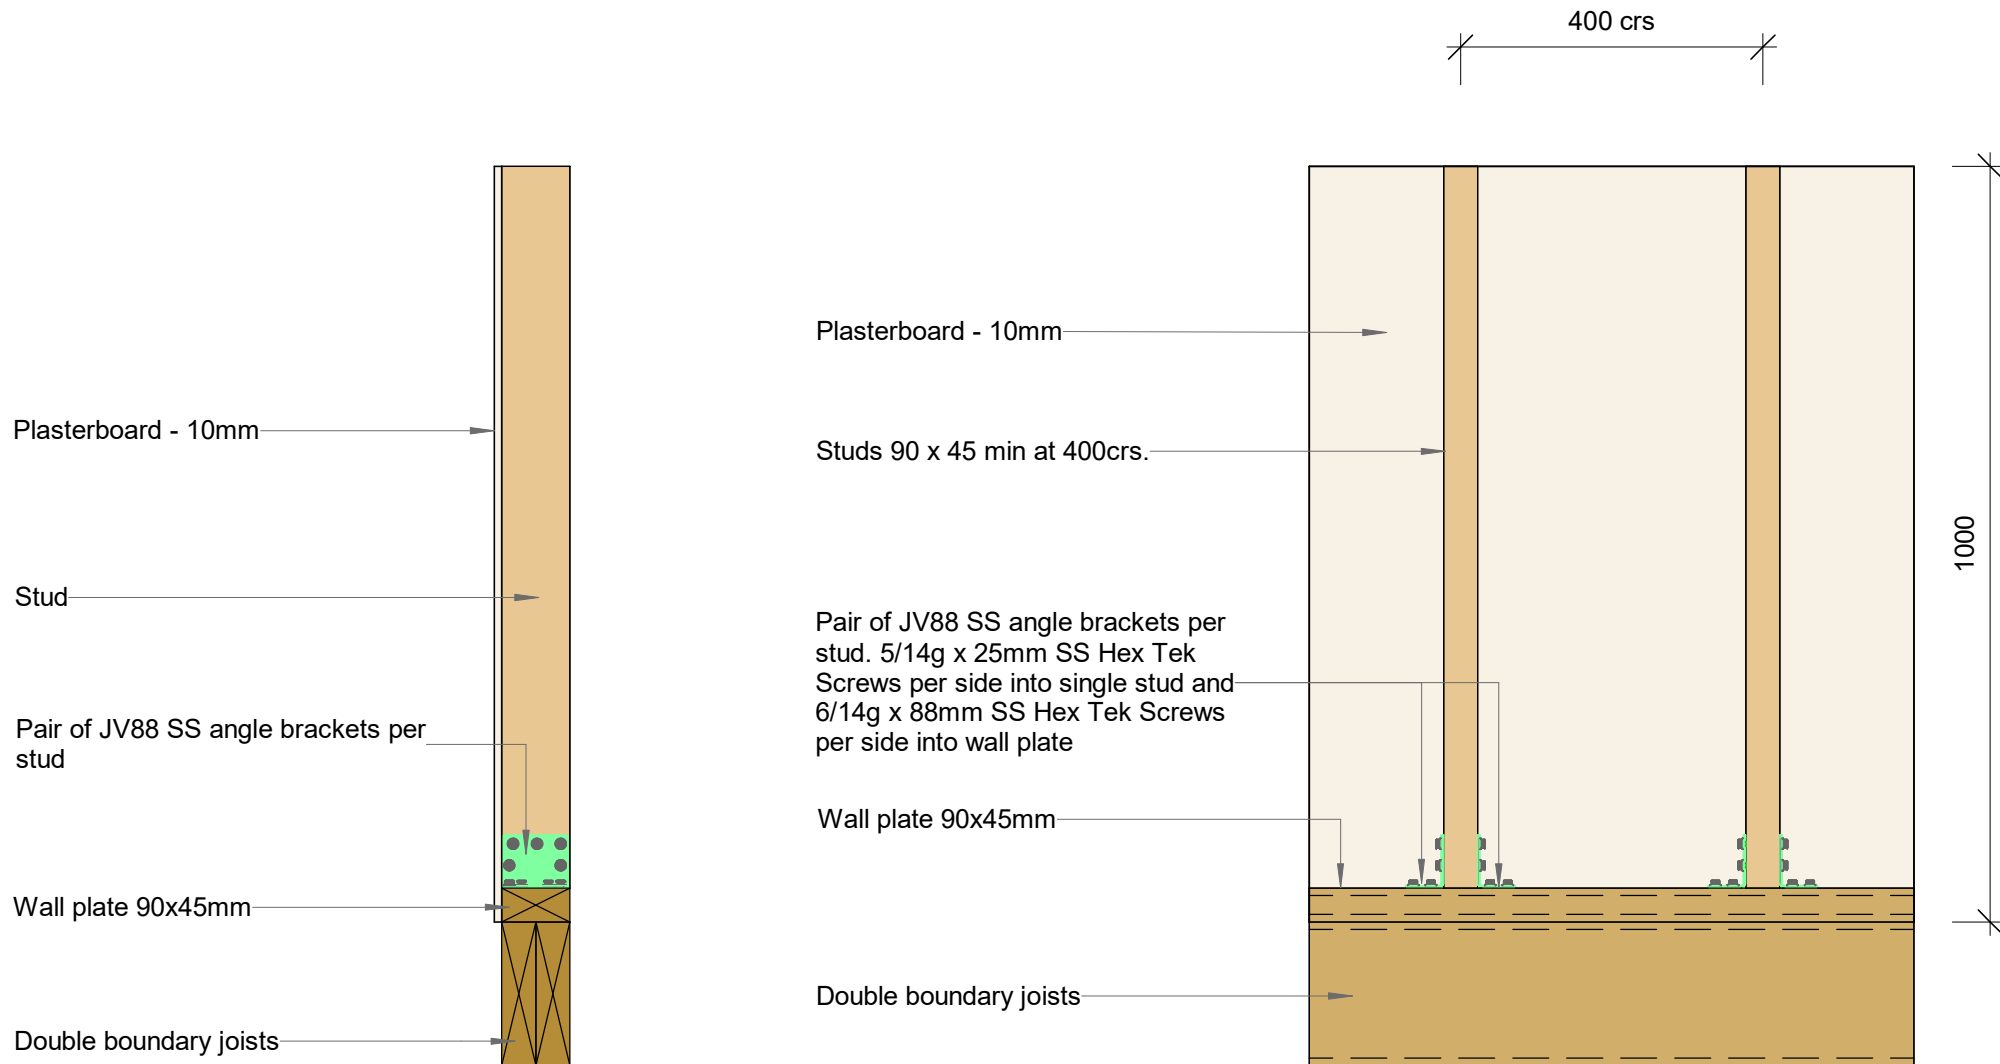 400 crs
Plasterboard - 10mm
Stud
Pair of JV88 SS angle brackets per
stud
Wall plate 90x45mm
Double boundary joists
Plasterboard - 10mm
Studs 90 x 45 min at 400crs.
Pair of JV88 SS angle brackets per
stud. 5/14g x 25mm SS Hex Tek
Screws per side into single stud and
6/14g x 88mm SS Hex Tek Screws
per side into wall plate
Wall plate 90x45mm
Double boundary joists
1000